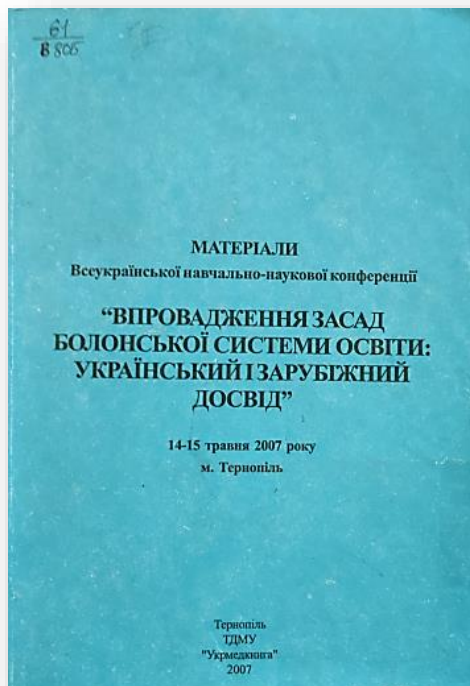 61
В 806
МАТЕРІАЛИ
Всеукраїнської навчально-наукової конференції
“ВПРОВАДЖЕННЯ ЗАСАД
БОЛОНСЬКОЇ СИСТЕМИ ОСВІТИ:
УКРАЇНСЬКИЙ І ЗАРУБІЖНИЙ
ДОСВІД”
14-15 травня 2007 року
м. Тернопіль
Тернопіль
ТДМУ
"Укрмедкнига"
2007